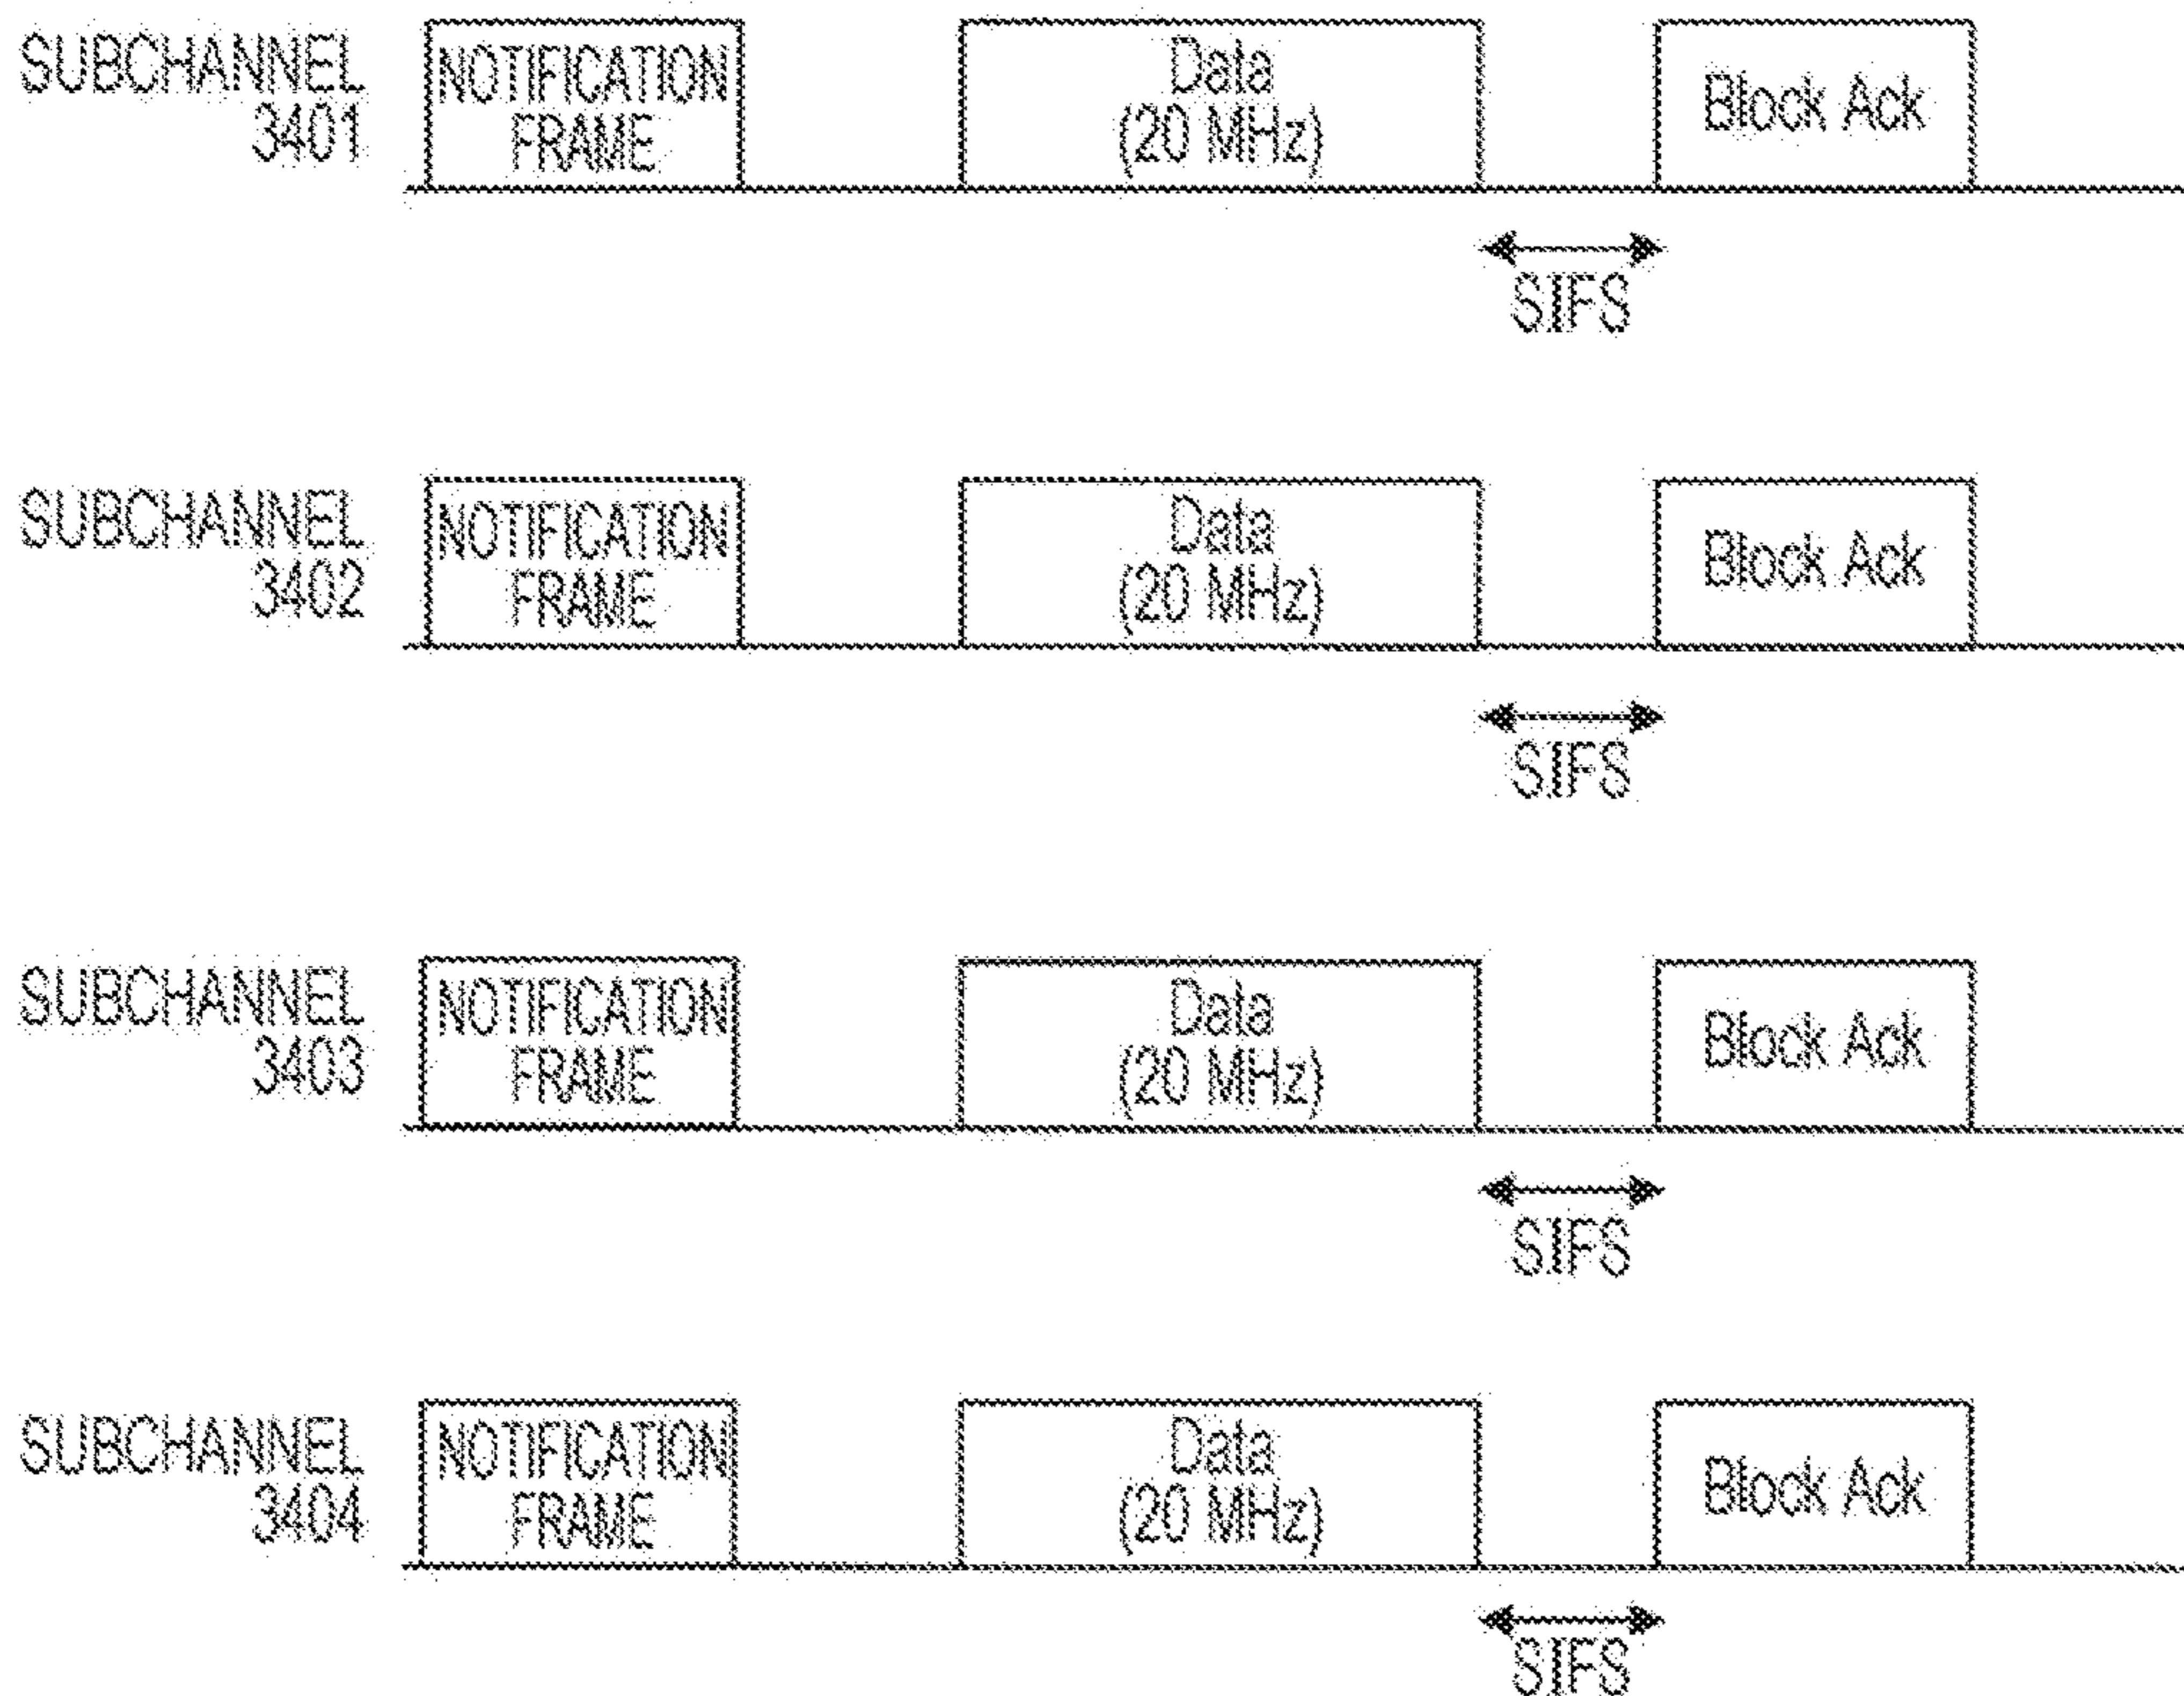 SUBCHANNEL
3401
NOTIFICATION
FRAME
Data
(20 MHz)
Block Ack
SIFS
SUBCHANNEL
3402
NOTIFICATION
FRAME
Data
(20 MHz)
Block Ack
SIFS
SUBCHANNEL
3403
NOTIFICATION
FRAME
Data
(20 MHz)
Block Ack
SIFS
SUBCHANNEL
3404
NOTIFICATION
FRAME
Data
(20 MHz)
Block Ack
SIFS